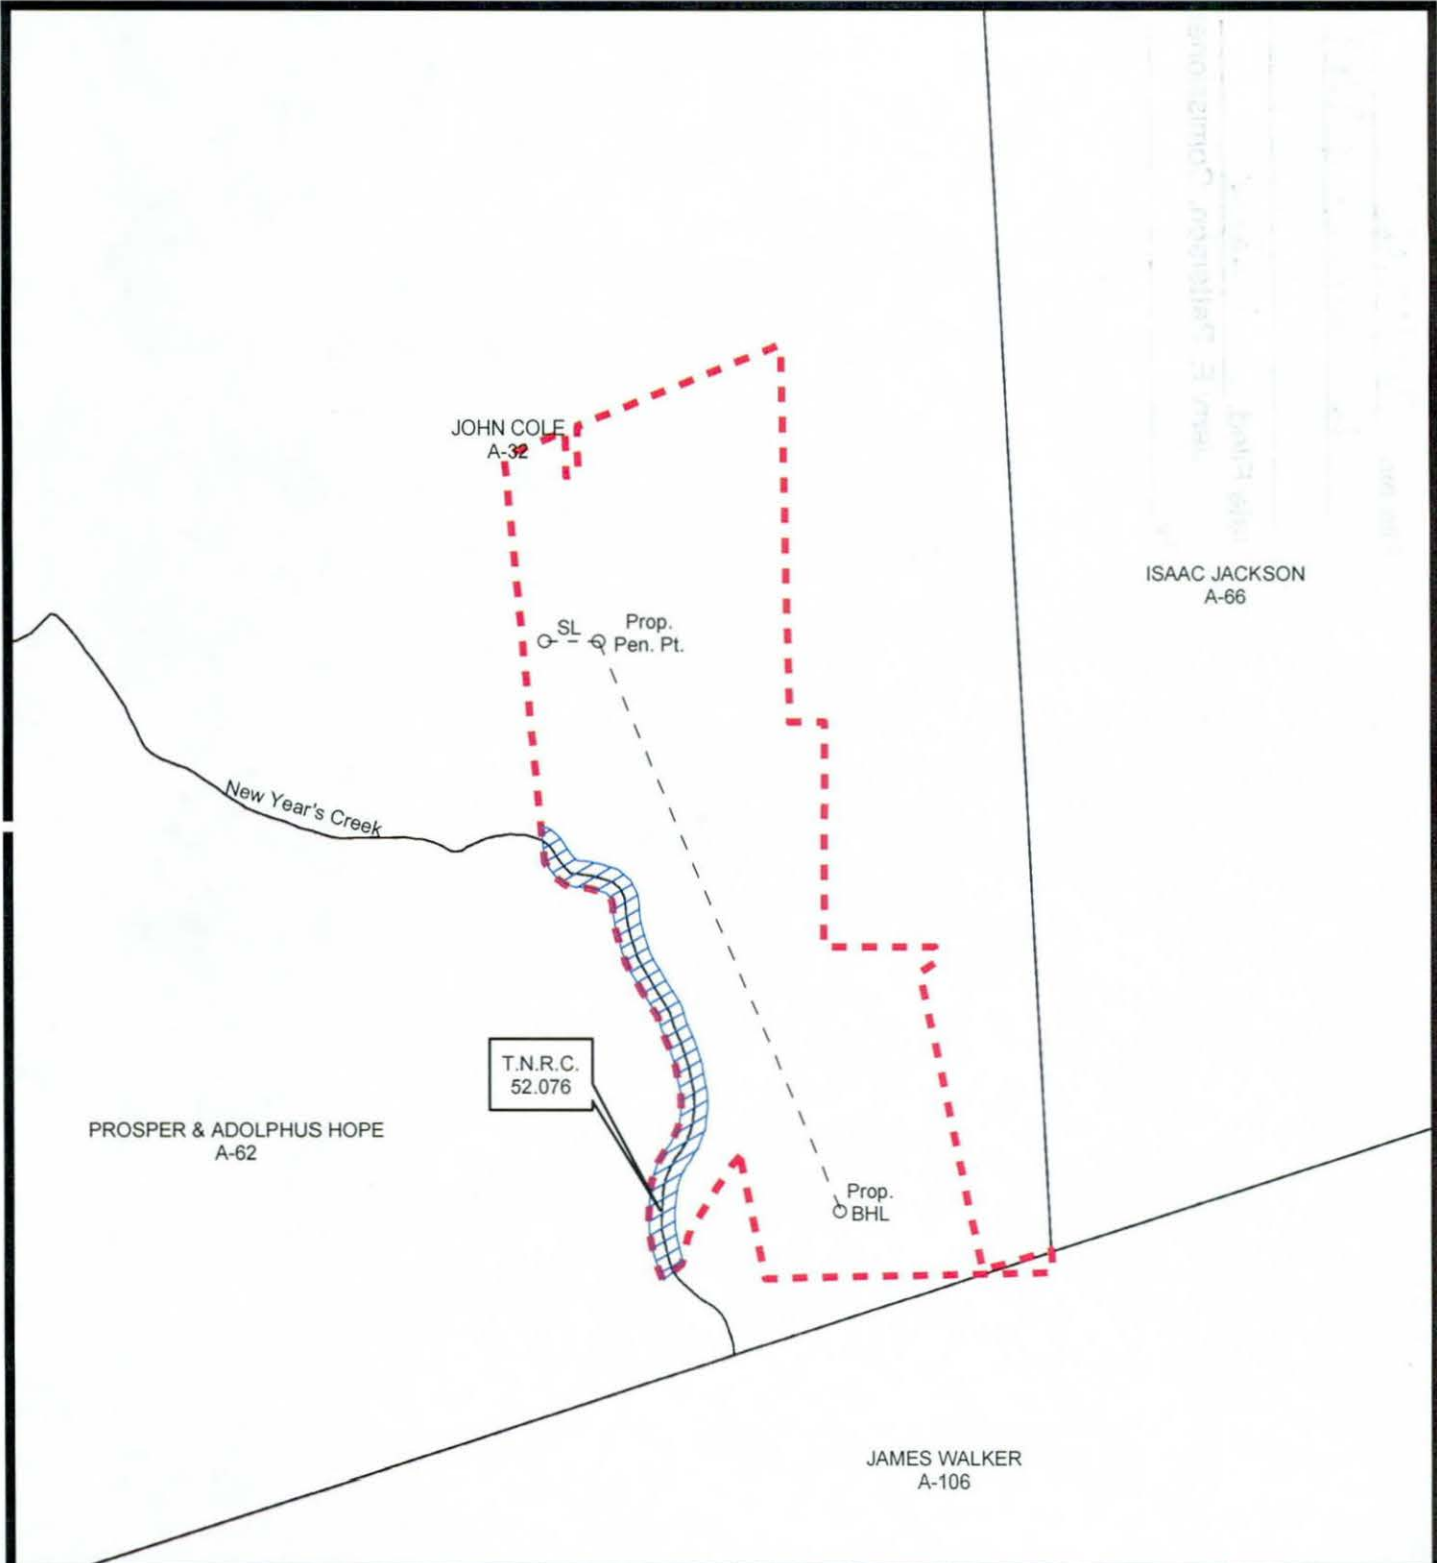 JOHN COLE
A-32
ISAAC JACKSON
A-66
SL
Prop.
Pen. Pt.
New Year's Creek
T.N.R.C.
52.076
PROSPER & ADOLPHUS HOPE
A-62
Prop.
BHL
JAMES WALKER
A-106